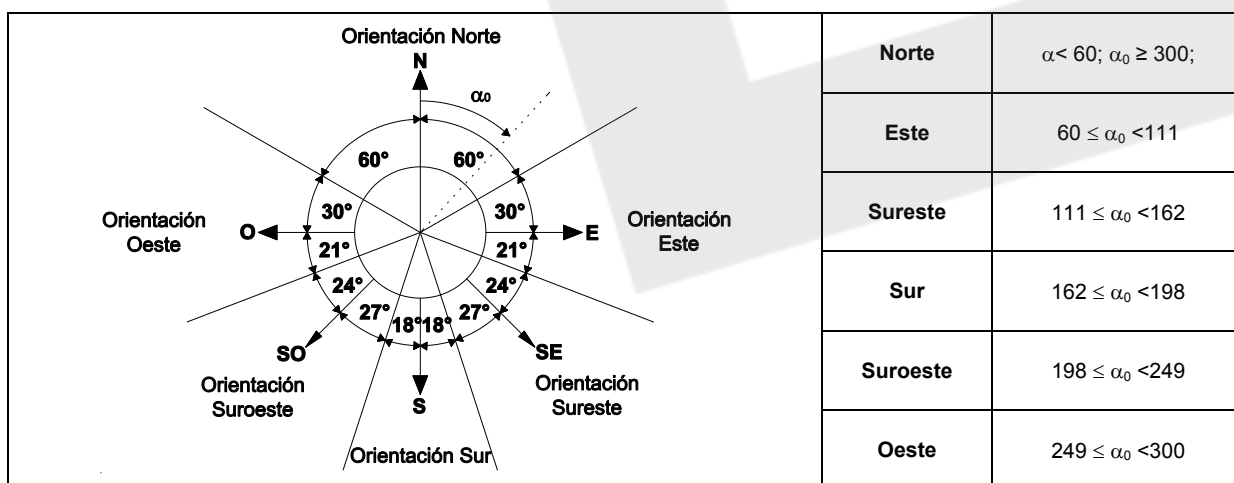 Orientación Norte
N
α₀
60° 60°
30° 30°
Orientación
Oeste
O
E
Orientación
Este
21° 21°
24° 24°
27° 18° 18° 27°
SO
SE
Orientación
Suroeste
S
Orientación
Sureste
Orientación Sur
Norte α< 60; α₀ ≥ 300;
Este 60 ≤ α₀ <111
Sureste 111 ≤ α₀ <162
Sur 162 ≤ α₀ <198
Suroeste 198 ≤ α₀ <249
Oeste 249 ≤ α₀ <300